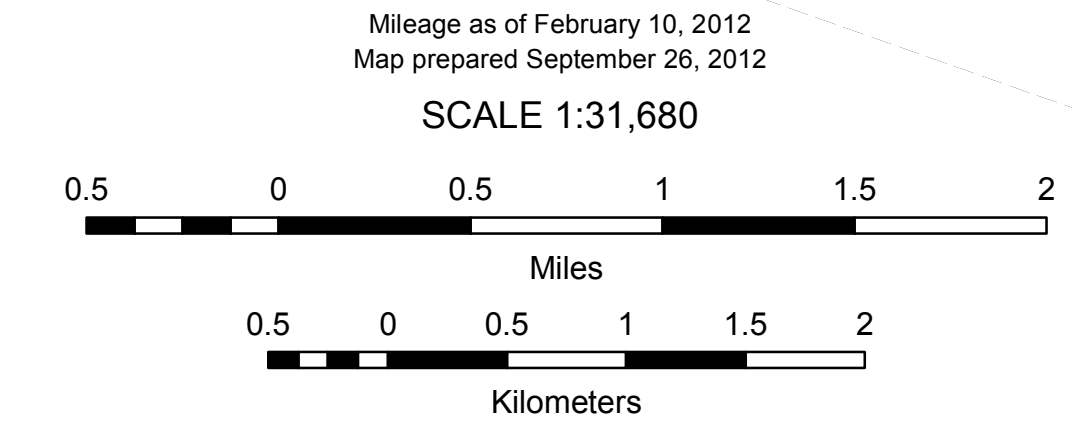 Mileage as of February 10, 2012
Map prepared September 26, 2012
SCALE 1:31,680
0.5 0 0.5 1 1.5 2
Miles
0.5 0 0.5 1 1.5 2
Kilometers